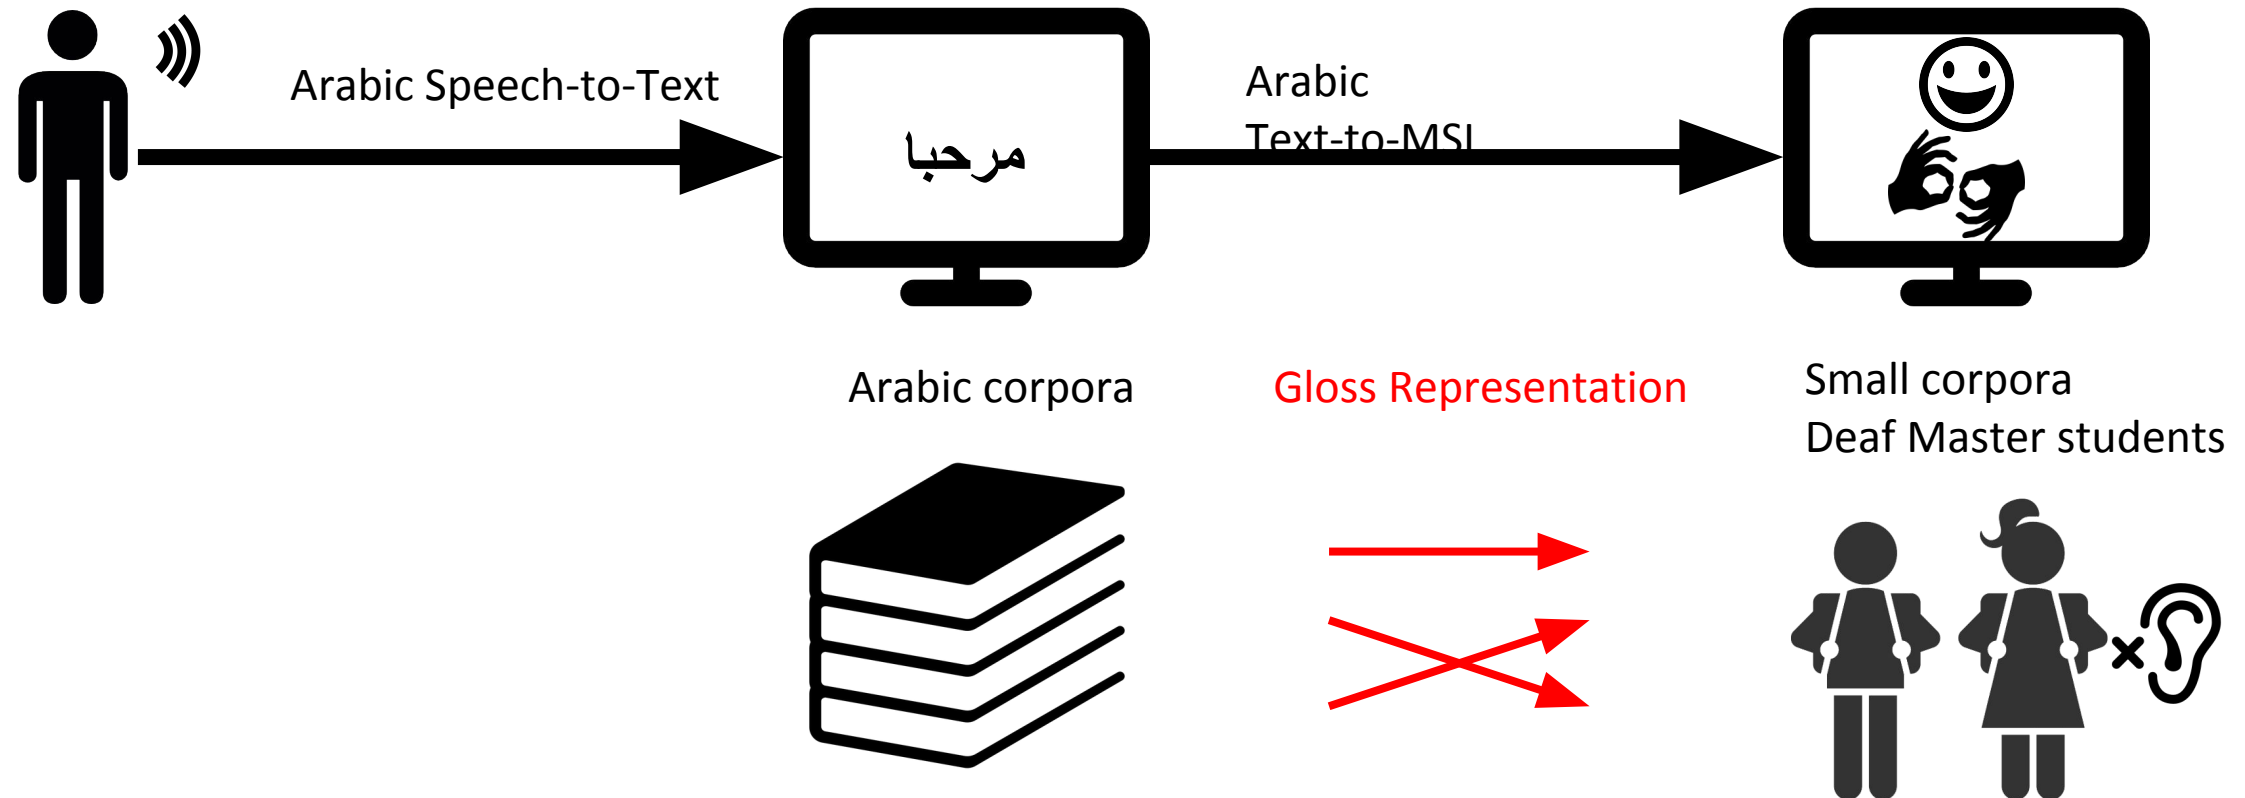 Arabic Speech-to-Text
مرحبا
Arabic
Text-to-MSL
Arabic corpora
Gloss Representation
Small corpora
Deaf Master students